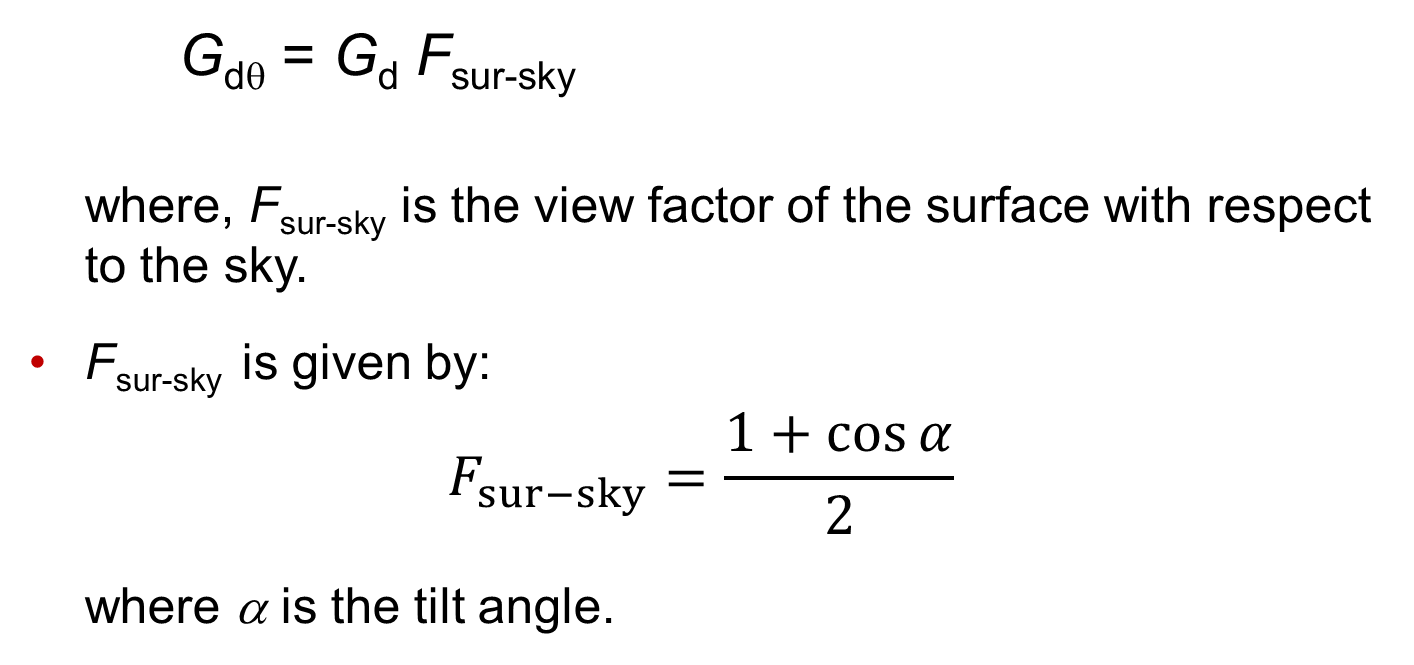 G_dθ = G_d F_sur-sky
where, F_sur-sky is the view factor of the surface with respect
to the sky.
• F_sur-sky is given by:
F_sur−sky = (1 + cos α) / 2
where α is the tilt angle.